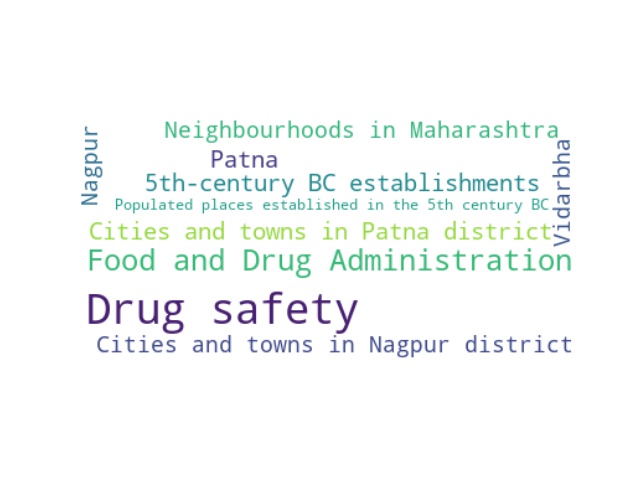 Neighbourhoods in Maharashtra
Nagpur
Patna
Vidarbha
5th-century BC establishments
Populated places established in the 5th century BC
Cities and towns in Patna district
Food and Drug Administration
Drug safety
Cities and towns in Nagpur district